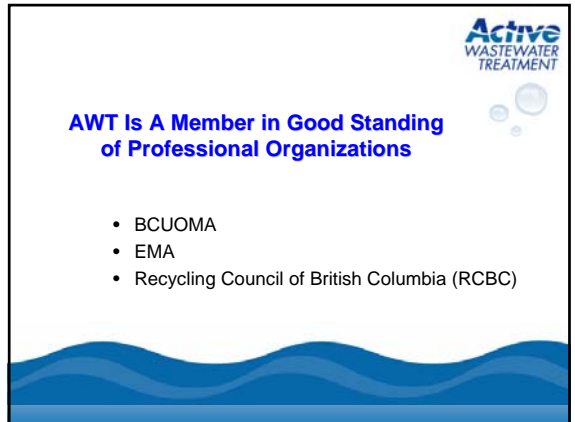 Active
WASTEWATER
TREATMENT
AWT Is A Member in Good Standing
of Professional Organizations
• BCUOMA
• EMA
• Recycling Council of British Columbia (RCBC)